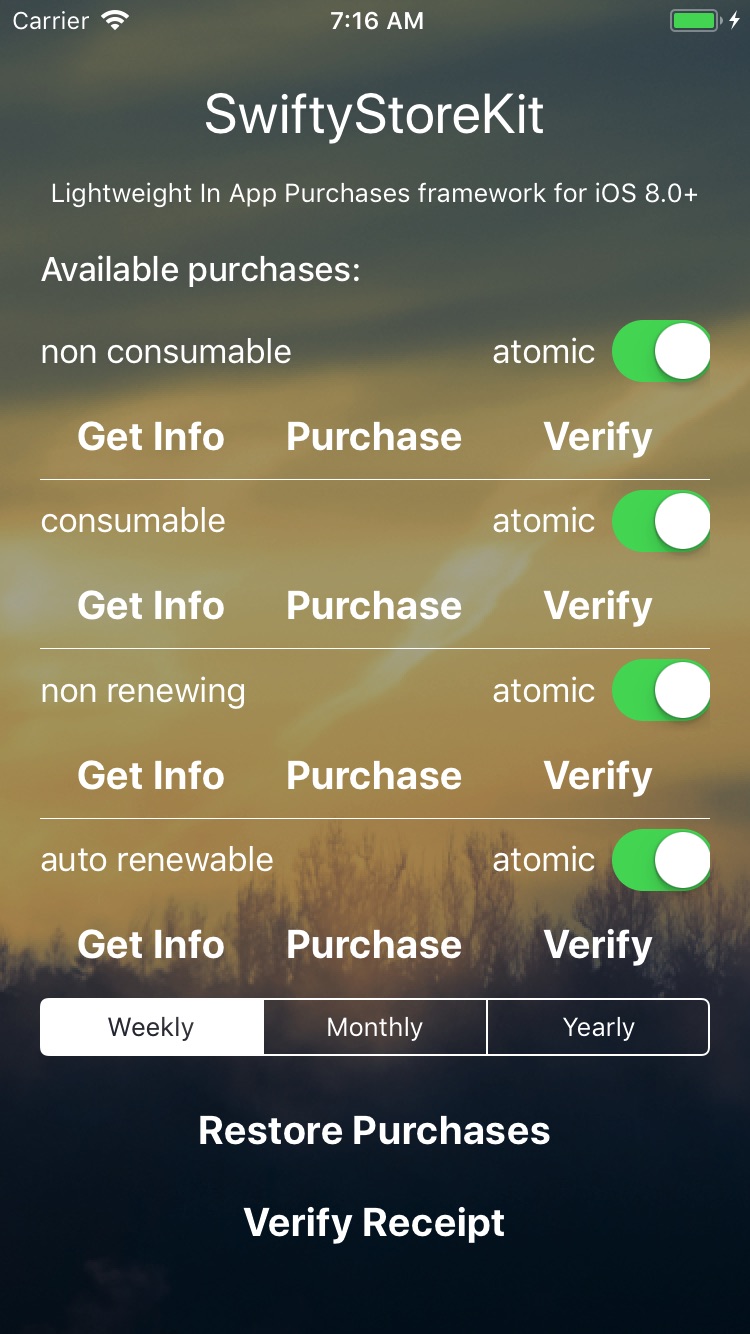 Carrier 7:16 AM
SwiftyStoreKit
Lightweight In App Purchases framework for iOS 8.0+
Available purchases:
non consumable atomic
Get Info Purchase Verify
consumable atomic
Get Info Purchase Verify
non renewing atomic
Get Info Purchase Verify
auto renewable atomic
Get Info Purchase Verify
Weekly Monthly Yearly
Restore Purchases
Verify Receipt